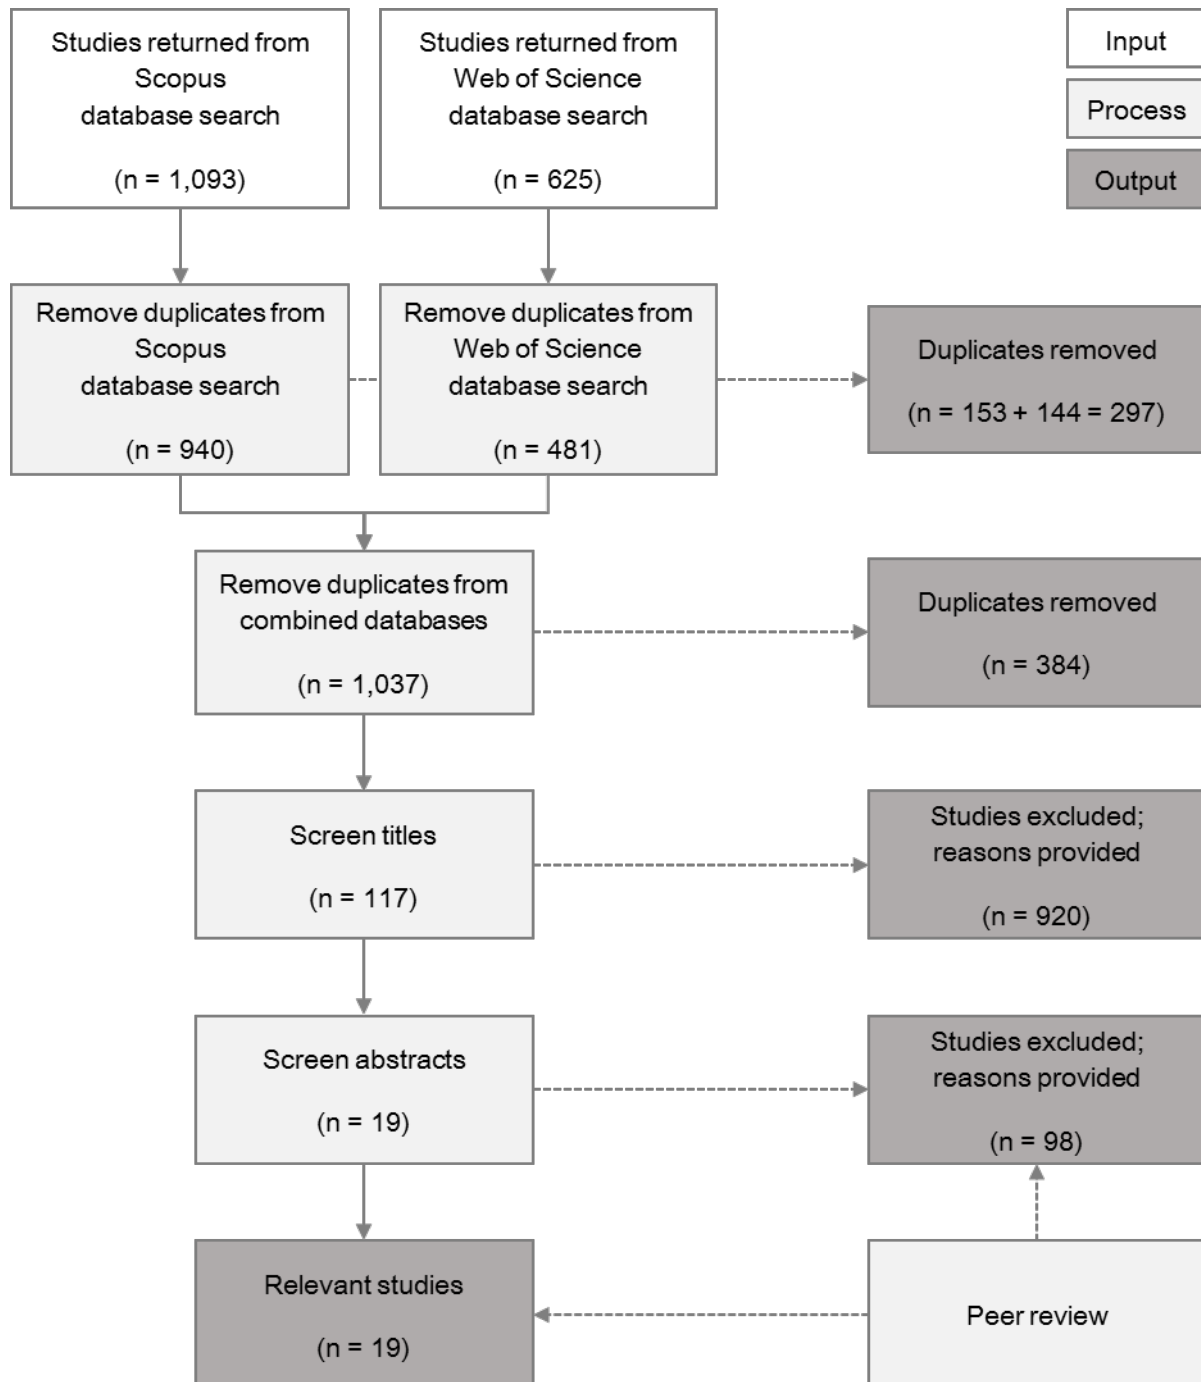 Studies returned from
Scopus
database search
(n = 1,093)
Studies returned from
Web of Science
database search
(n = 625)
Input
Process
Output
Remove duplicates from
Scopus
database search
(n = 940)
Remove duplicates from
Web of Science
database search
(n = 481)
Duplicates removed
(n = 153 + 144 = 297)
Remove duplicates from
combined databases
(n = 1,037)
Duplicates removed
(n = 384)
Screen titles
(n = 117)
Studies excluded;
reasons provided
(n = 920)
Screen abstracts
(n = 19)
Studies excluded;
reasons provided
(n = 98)
Relevant studies
(n = 19)
Peer review